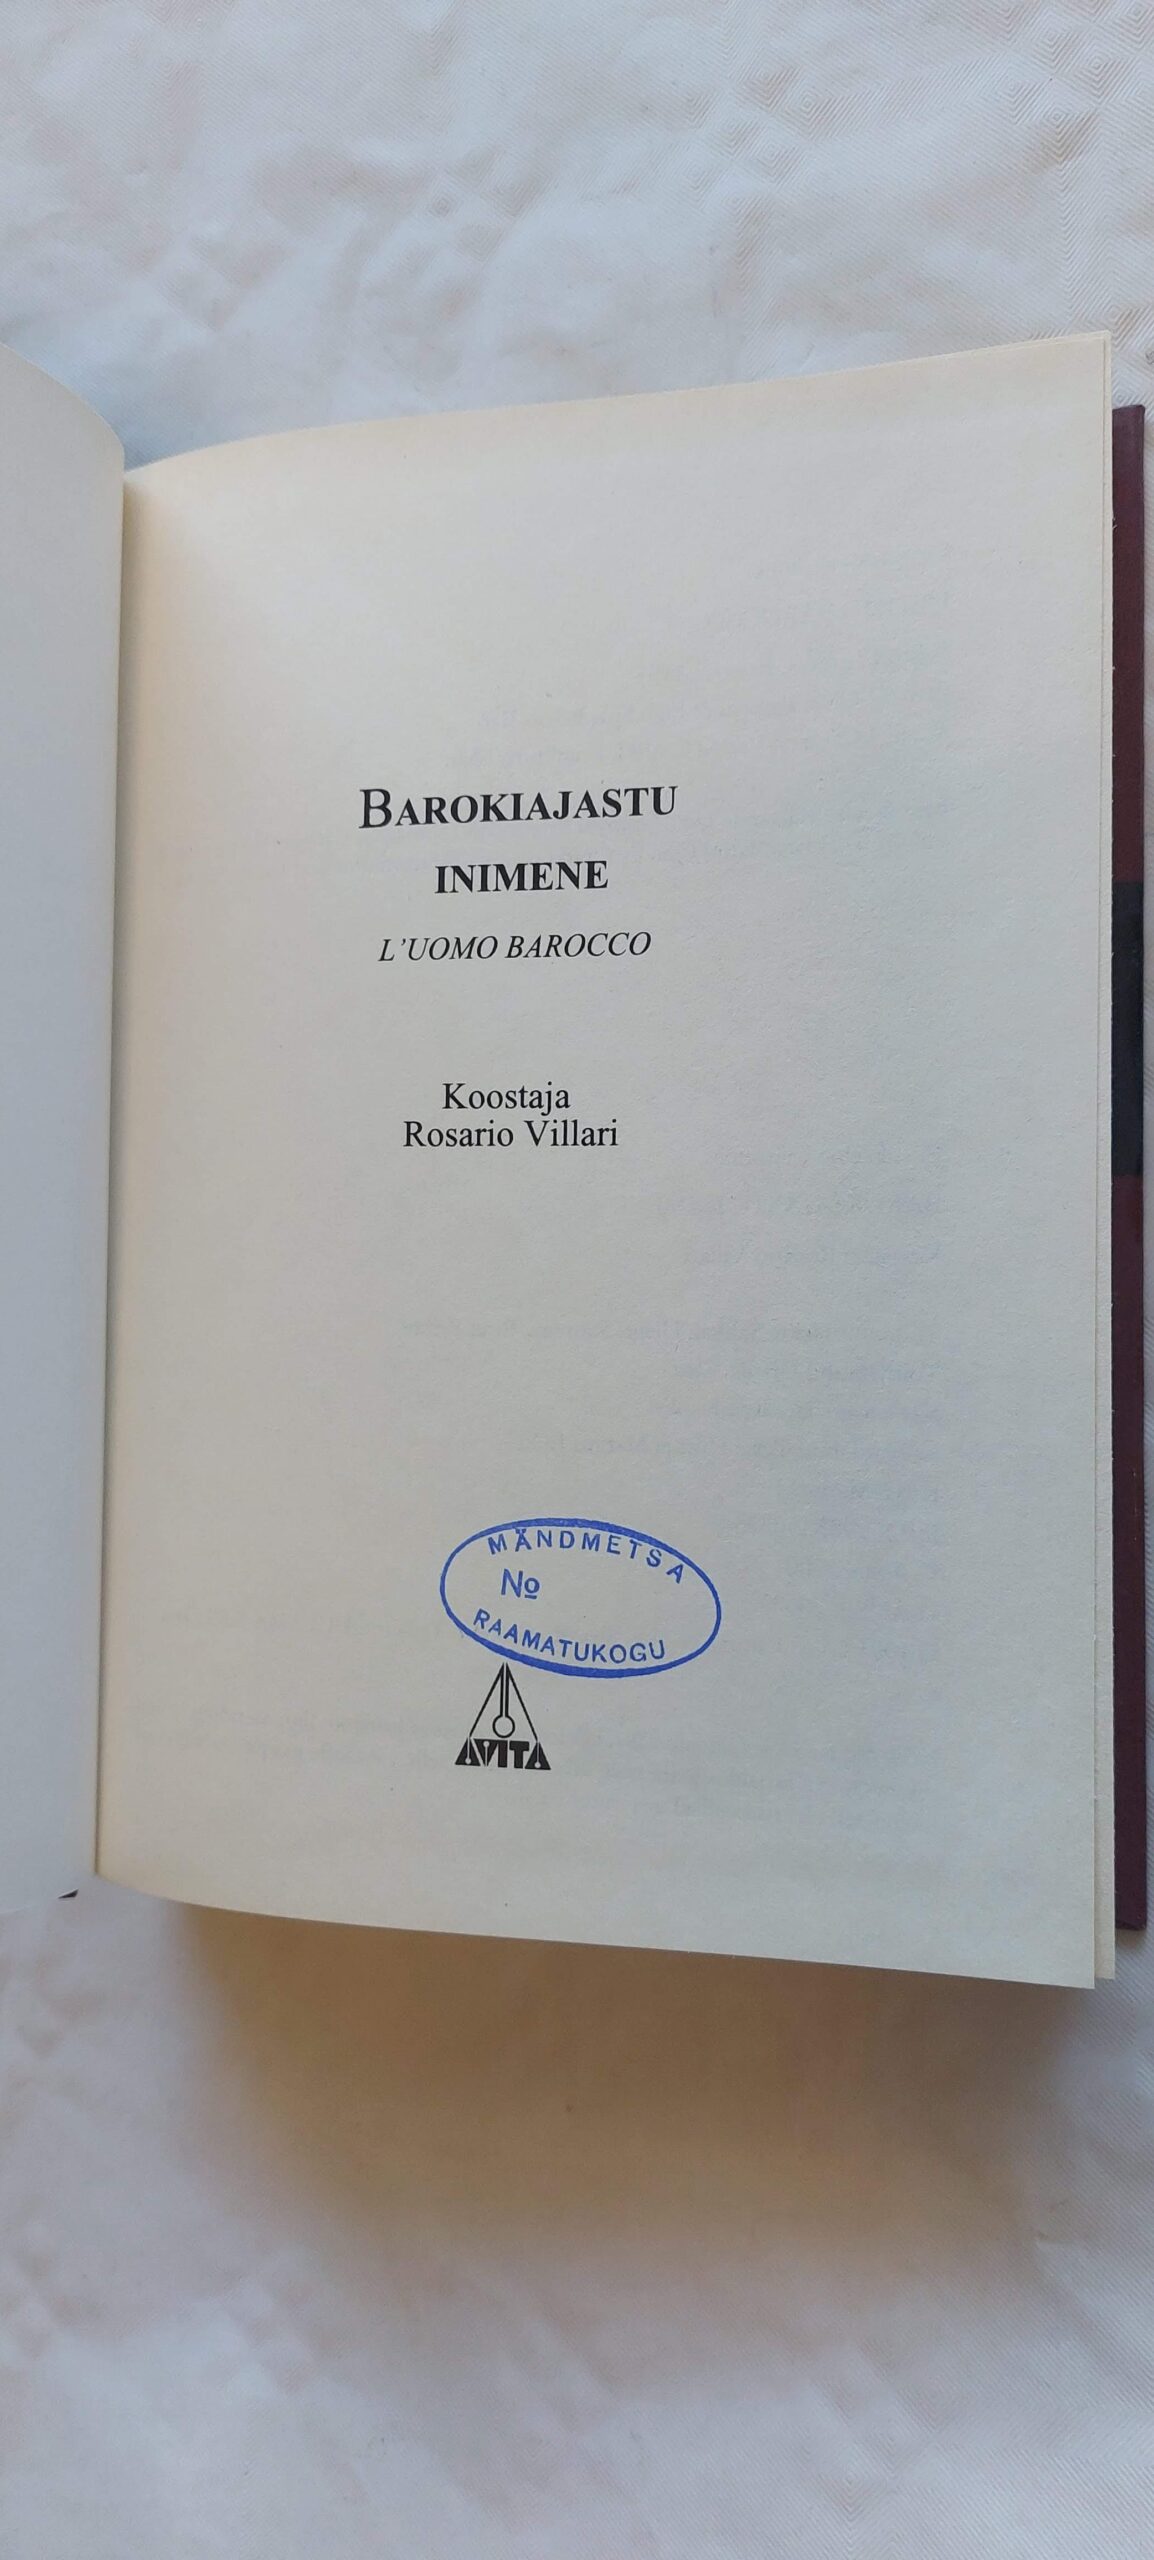 BAROKIAJASTU
INIMENE
L'UOMO BAROCCO
Koostaja
Rosario Villari
MÄNDMETSA
№
RAAMATUKOGU
AVITA